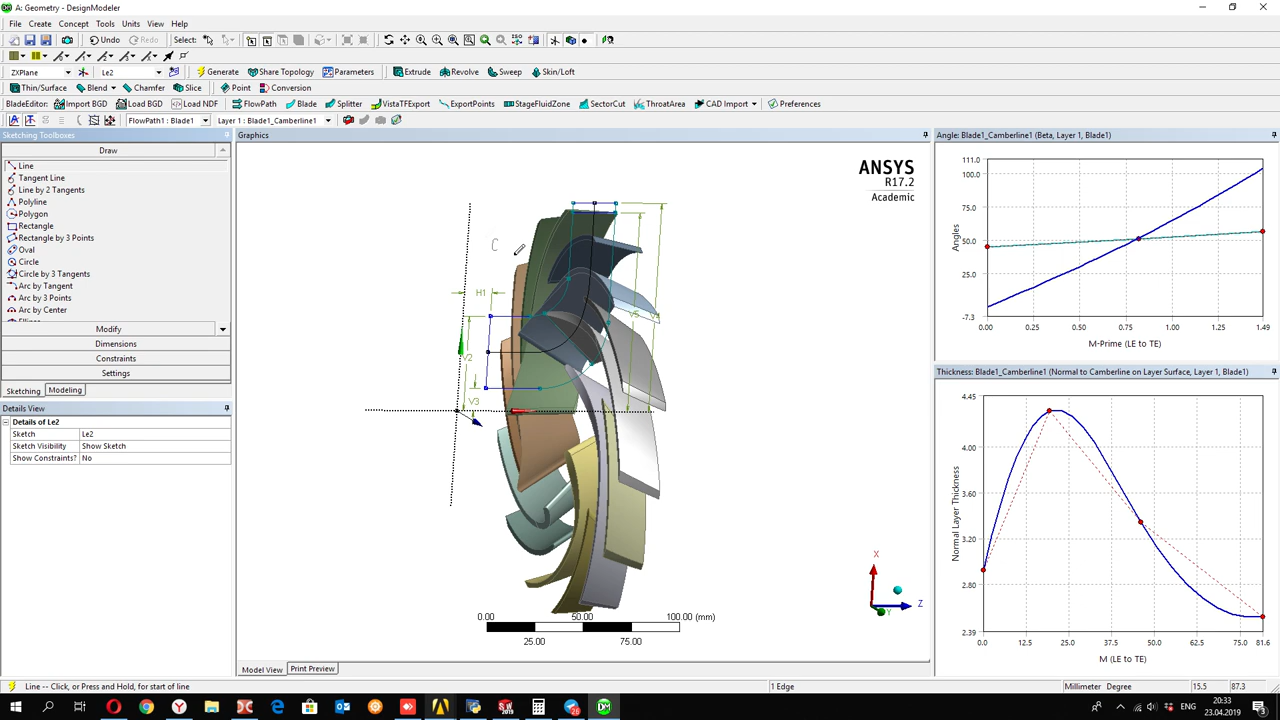 A: Geometry - DesignModeler
File Create Concept Tools Units View Help
Undo Redo Select:
ZXPlane Le2 Generate Share Topology Parameters Extrude Revolve Sweep Skin/Loft
Thin/Surface Blend Chamfer Slice Point Conversion
BladeEditor: Import BGD Load BGD Load NDF FlowPath Blade Splitter VistaTFExport ExportPoints StageFluidZone SectorCut ThroatArea CAD Import Preferences
FlowPath1 : Blade1 Layer 1 : Blade1_Camberline1
Sketching Toolboxes
Draw
Line
Tangent Line
Line by 2 Tangents
Polyline
Polygon
Rectangle
Rectangle by 3 Points
Oval
Circle
Circle by 3 Tangents
Arc by Tangent
Arc by 3 Points
Arc by Center
Modify
Dimensions
Constraints
Settings
Sketching Modeling
Details View
Details of Le2
Sketch Le2
Sketch Visibility Show Sketch
Show Constraints? No
Graphics
ANSYS
R17.2
Academic
C
H1
V2
V3
V5
X
Z
Y
0.00 50.00 100.00 (mm)
25.00 75.00
Model View Print Preview
Angle: Blade1_Camberline1 (Beta, Layer 1, Blade1)
Angles
111.0
100.0
75.0
50.0
25.0
-7.3
0.00 0.25 0.50 0.75 1.00 1.25 1.49
M-Prime (LE to TE)
Thickness: Blade1_Camberline1 (Normal to Camberline on Layer Surface, Layer 1, Blade1)
Normal Layer Thickness
4.45
4.00
3.60
3.20
2.80
2.39
0.0 12.5 25.0 37.5 50.0 62.5 75.0 81.6
M (LE to TE)
Line -- Click, or Press and Hold, for start of line 1 Edge Millimeter Degree 15.5 87.3
ENG 20:33
23.04.2019